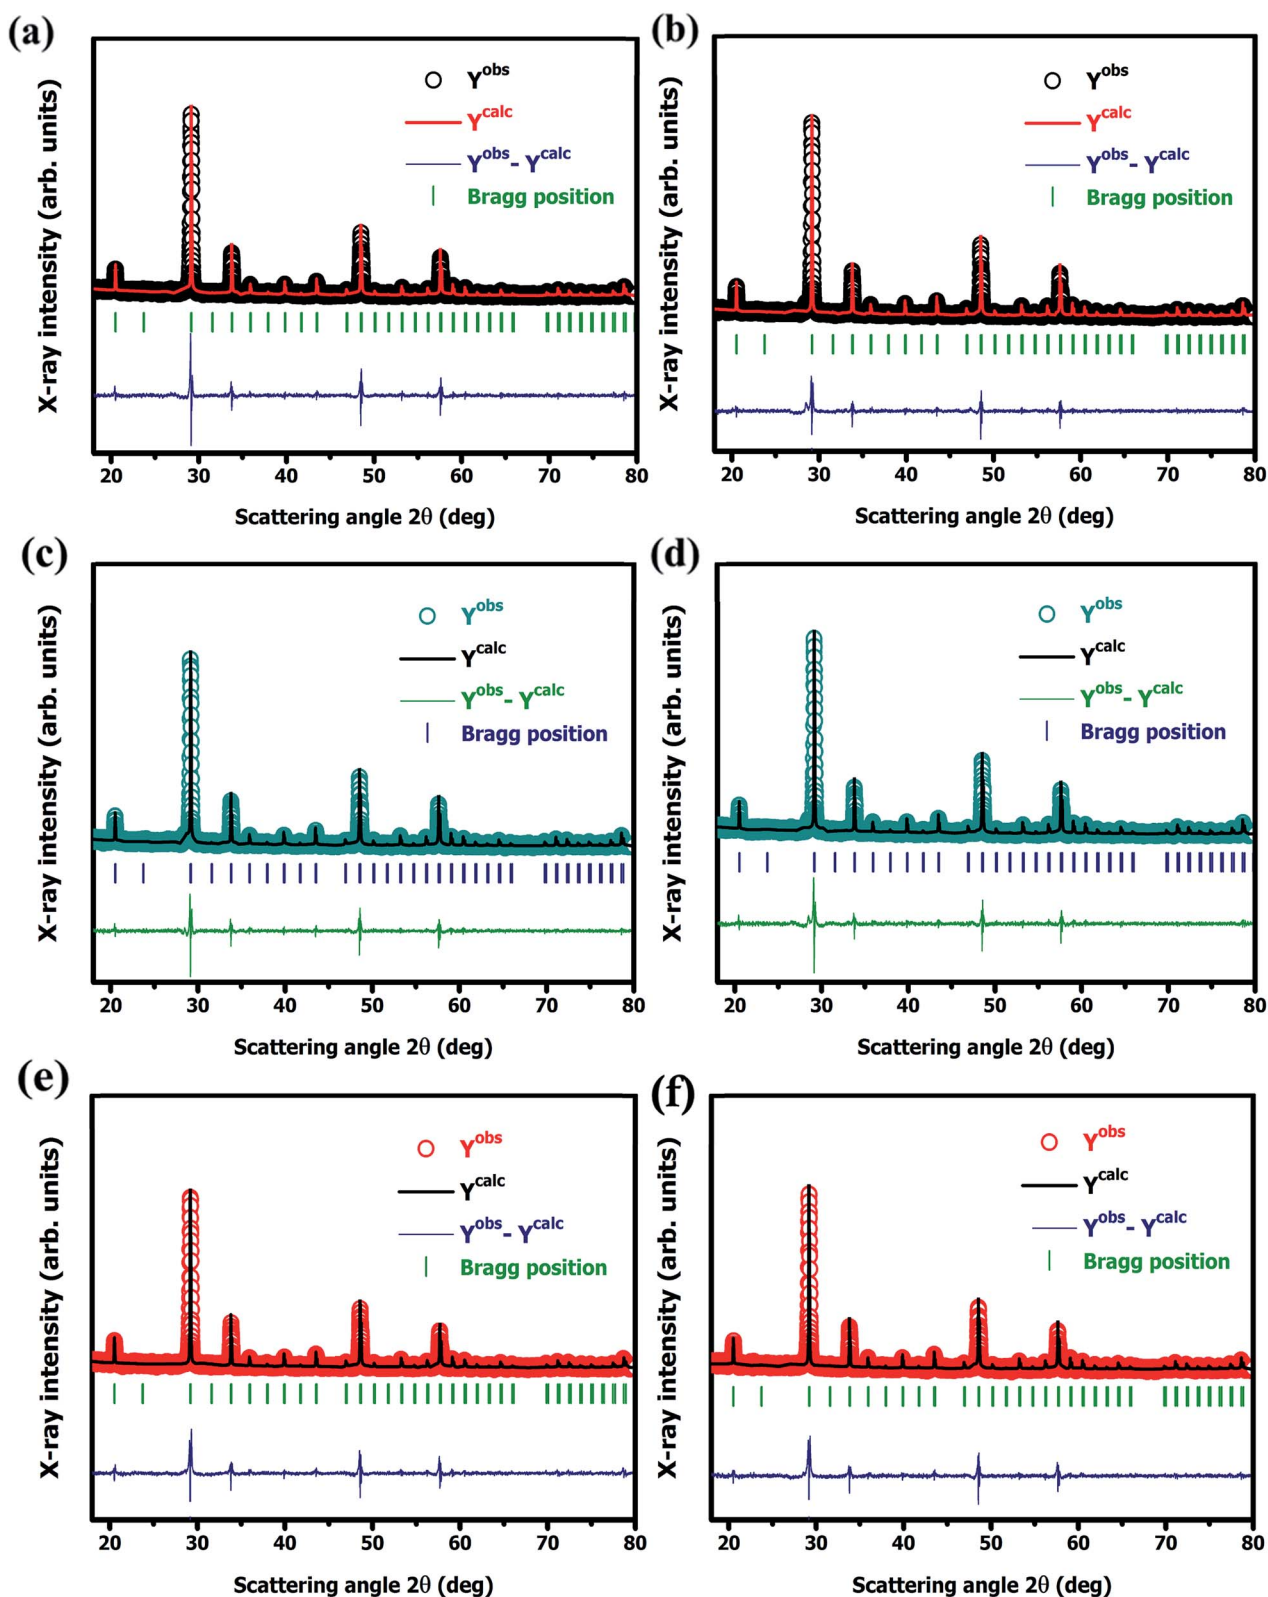 (a)
X-ray intensity (arb. units)
Y^obs
Y^calc
Y^obs - Y^calc
Bragg position
20 30 40 50 60 70 80
Scattering angle 2θ (deg)
(b)
X-ray intensity (arb. units)
Y^obs
Y^calc
Y^obs - Y^calc
Bragg position
20 30 40 50 60 70 80
Scattering angle 2θ (deg)
(c)
X-ray intensity (arb. units)
Y^obs
Y^calc
Y^obs - Y^calc
Bragg position
20 30 40 50 60 70 80
Scattering angle 2θ (deg)
(d)
X-ray intensity (arb. units)
Y^obs
Y^calc
Y^obs - Y^calc
Bragg position
20 30 40 50 60 70 80
Scattering angle 2θ (deg)
(e)
X-ray intensity (arb. units)
Y^obs
Y^calc
Y^obs - Y^calc
Bragg position
20 30 40 50 60 70 80
Scattering angle 2θ (deg)
(f)
X-ray intensity (arb. units)
Y^obs
Y^calc
Y^obs - Y^calc
Bragg position
20 30 40 50 60 70 80
Scattering angle 2θ (deg)